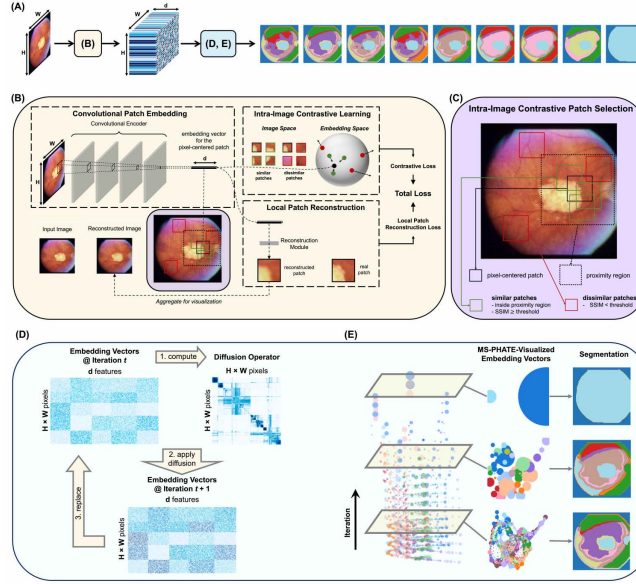 (A)
W
d
H
(B)
(D, E)
(B)
Convolutional Patch Embedding
Convolutional Encoder
W
H
embedding vector
for the
pixel-centered patch
d
Intra-Image Contrastive Learning
Image Space
Embedding Space
similar
patches
dissimilar
patches
Contrastive Loss
Total Loss
Local Patch
Reconstruction Loss
Local Patch Reconstruction
Reconstruction
Module
reconstructed
patch
real
patch
Input Image
Reconstructed Image
Aggregate for visualization
(C)
Intra-Image Contrastive Patch Selection
pixel-centered patch
proximity region
similar patches
- inside proximity region
- SSIM ≥ threshold
dissimilar patches
- SSIM < threshold
(D)
Embedding Vectors
@ Iteration t
d features
H × W pixels
1. compute
Diffusion Operator
H × W pixels
2. apply
diffusion
3. replace
Embedding Vectors
@ Iteration t + 1
d features
H × W pixels
(E)
MS-PHATE-Visualized
Embedding Vectors
Segmentation
Iteration